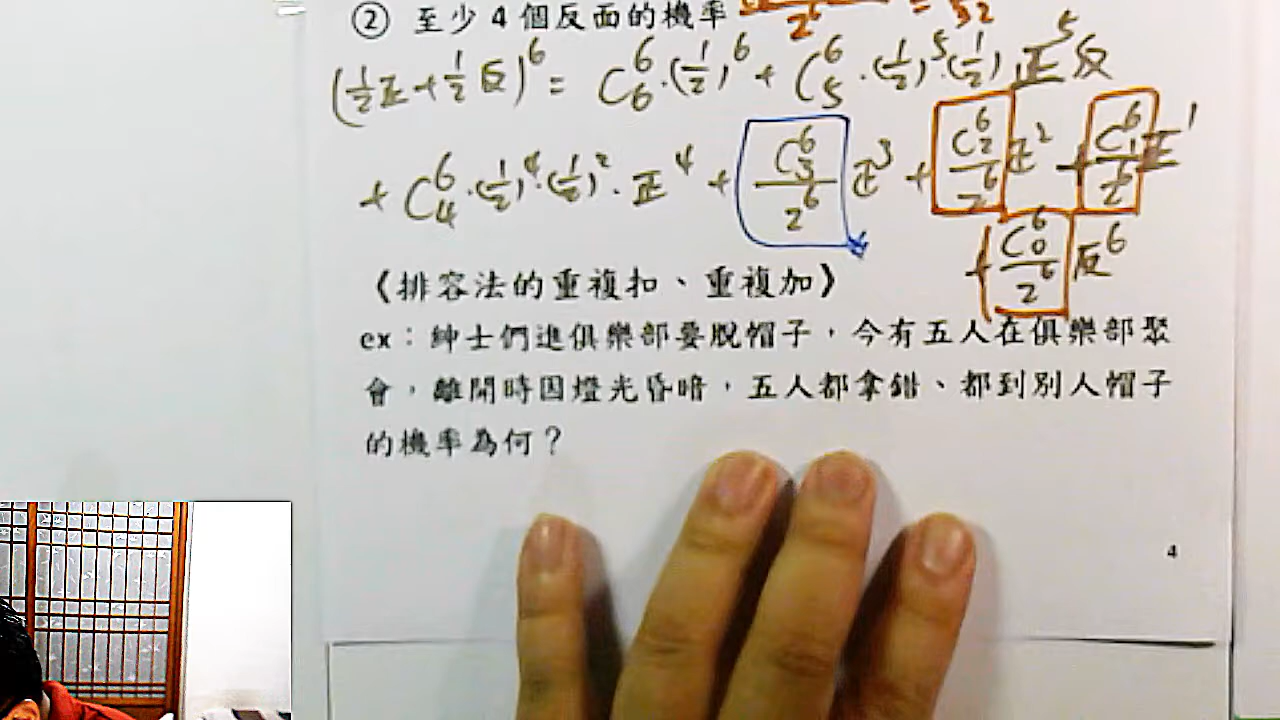 ② 至少4個反面的機率 2⁶ = 32
(1/2 正 + 1/2 反)⁶ = C⁶₆·(1/2)⁶ + C⁶₅·(1/2)⁵·(1/2) 正⁵反
+ C⁶₄·(1/2)⁴·(1/2)²·正⁴ + C⁶₃/2⁶ 正³ + C⁶₂/2⁶ 正² + C⁶₁/2⁶ 正¹
+ C⁶₀/2⁶ 反⁶
《排容法的重複扣、重複加》
ex：紳士們進俱樂部要脫帽子，今有五人在俱樂部聚
會，離開時因燈光昏暗，五人都拿錯、都到別人帽子
的機率為何？
4